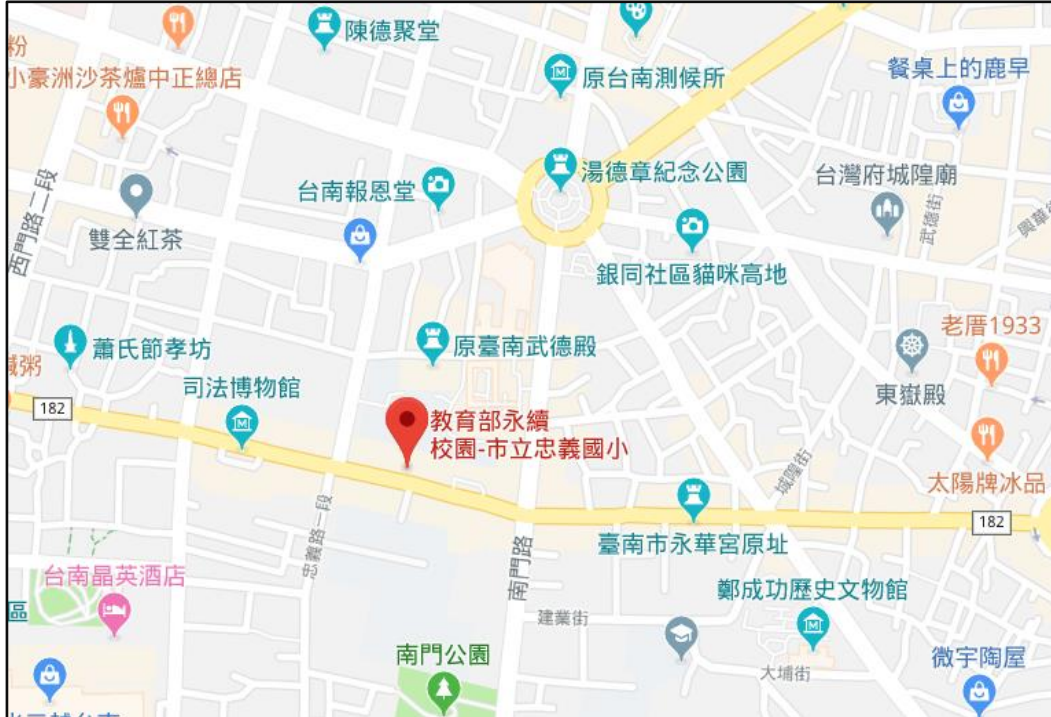 陳德聚堂
粉
小豪洲沙茶爐中正總店
原台南測候所
餐桌上的鹿早
湯德章紀念公園
台南報恩堂
台灣府城隍廟
武德街
西門路二段
雙全紅茶
銀同社區貓咪高地
老厝1933
蕭氏節孝坊
原臺南武德殿
鹹粥
司法博物館
東嶽殿
182
教育部永續
校園-市立忠義國小
城隍街
太陽牌冰品
182
忠義路一段
南門路
臺南市永華宮原址
台南晶英酒店
區
建業街
鄭成功歷史文物館
南門公園
大埔街
微宇陶屋